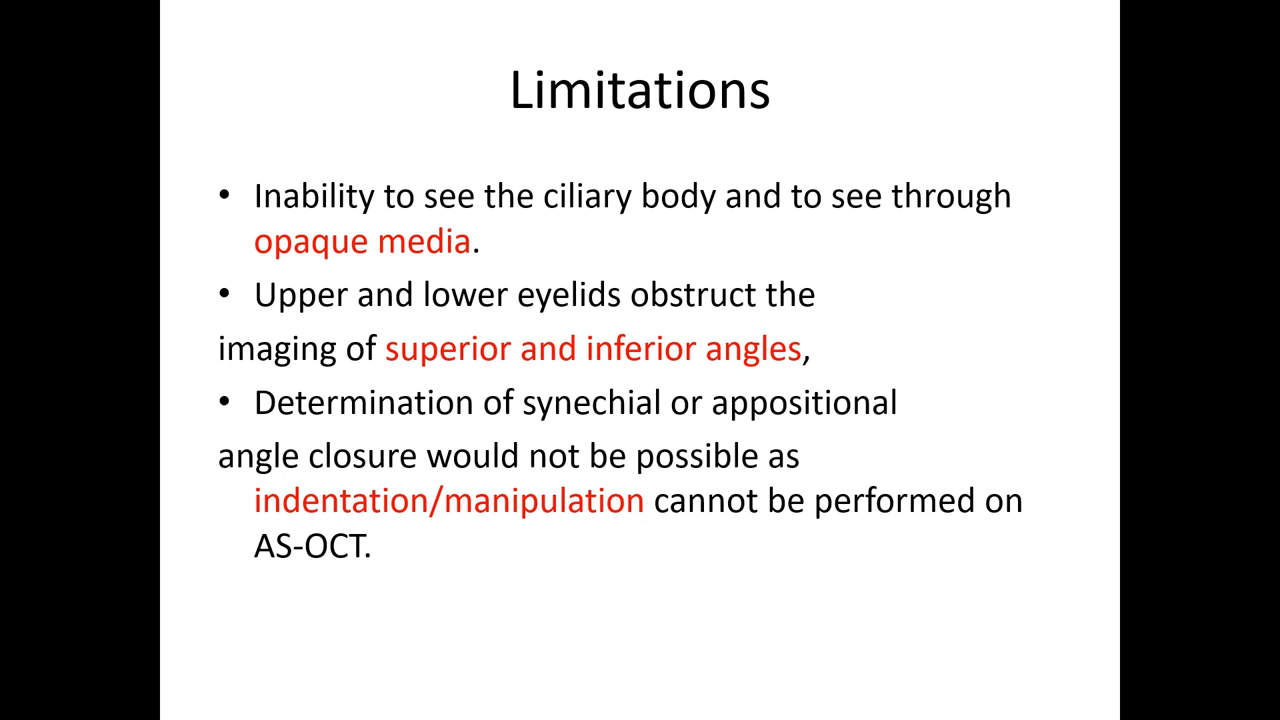 Limitations
• Inability to see the ciliary body and to see through
opaque media.
• Upper and lower eyelids obstruct the
imaging of superior and inferior angles,
• Determination of synechial or appositional
angle closure would not be possible as
indentation/manipulation cannot be performed on
AS-OCT.